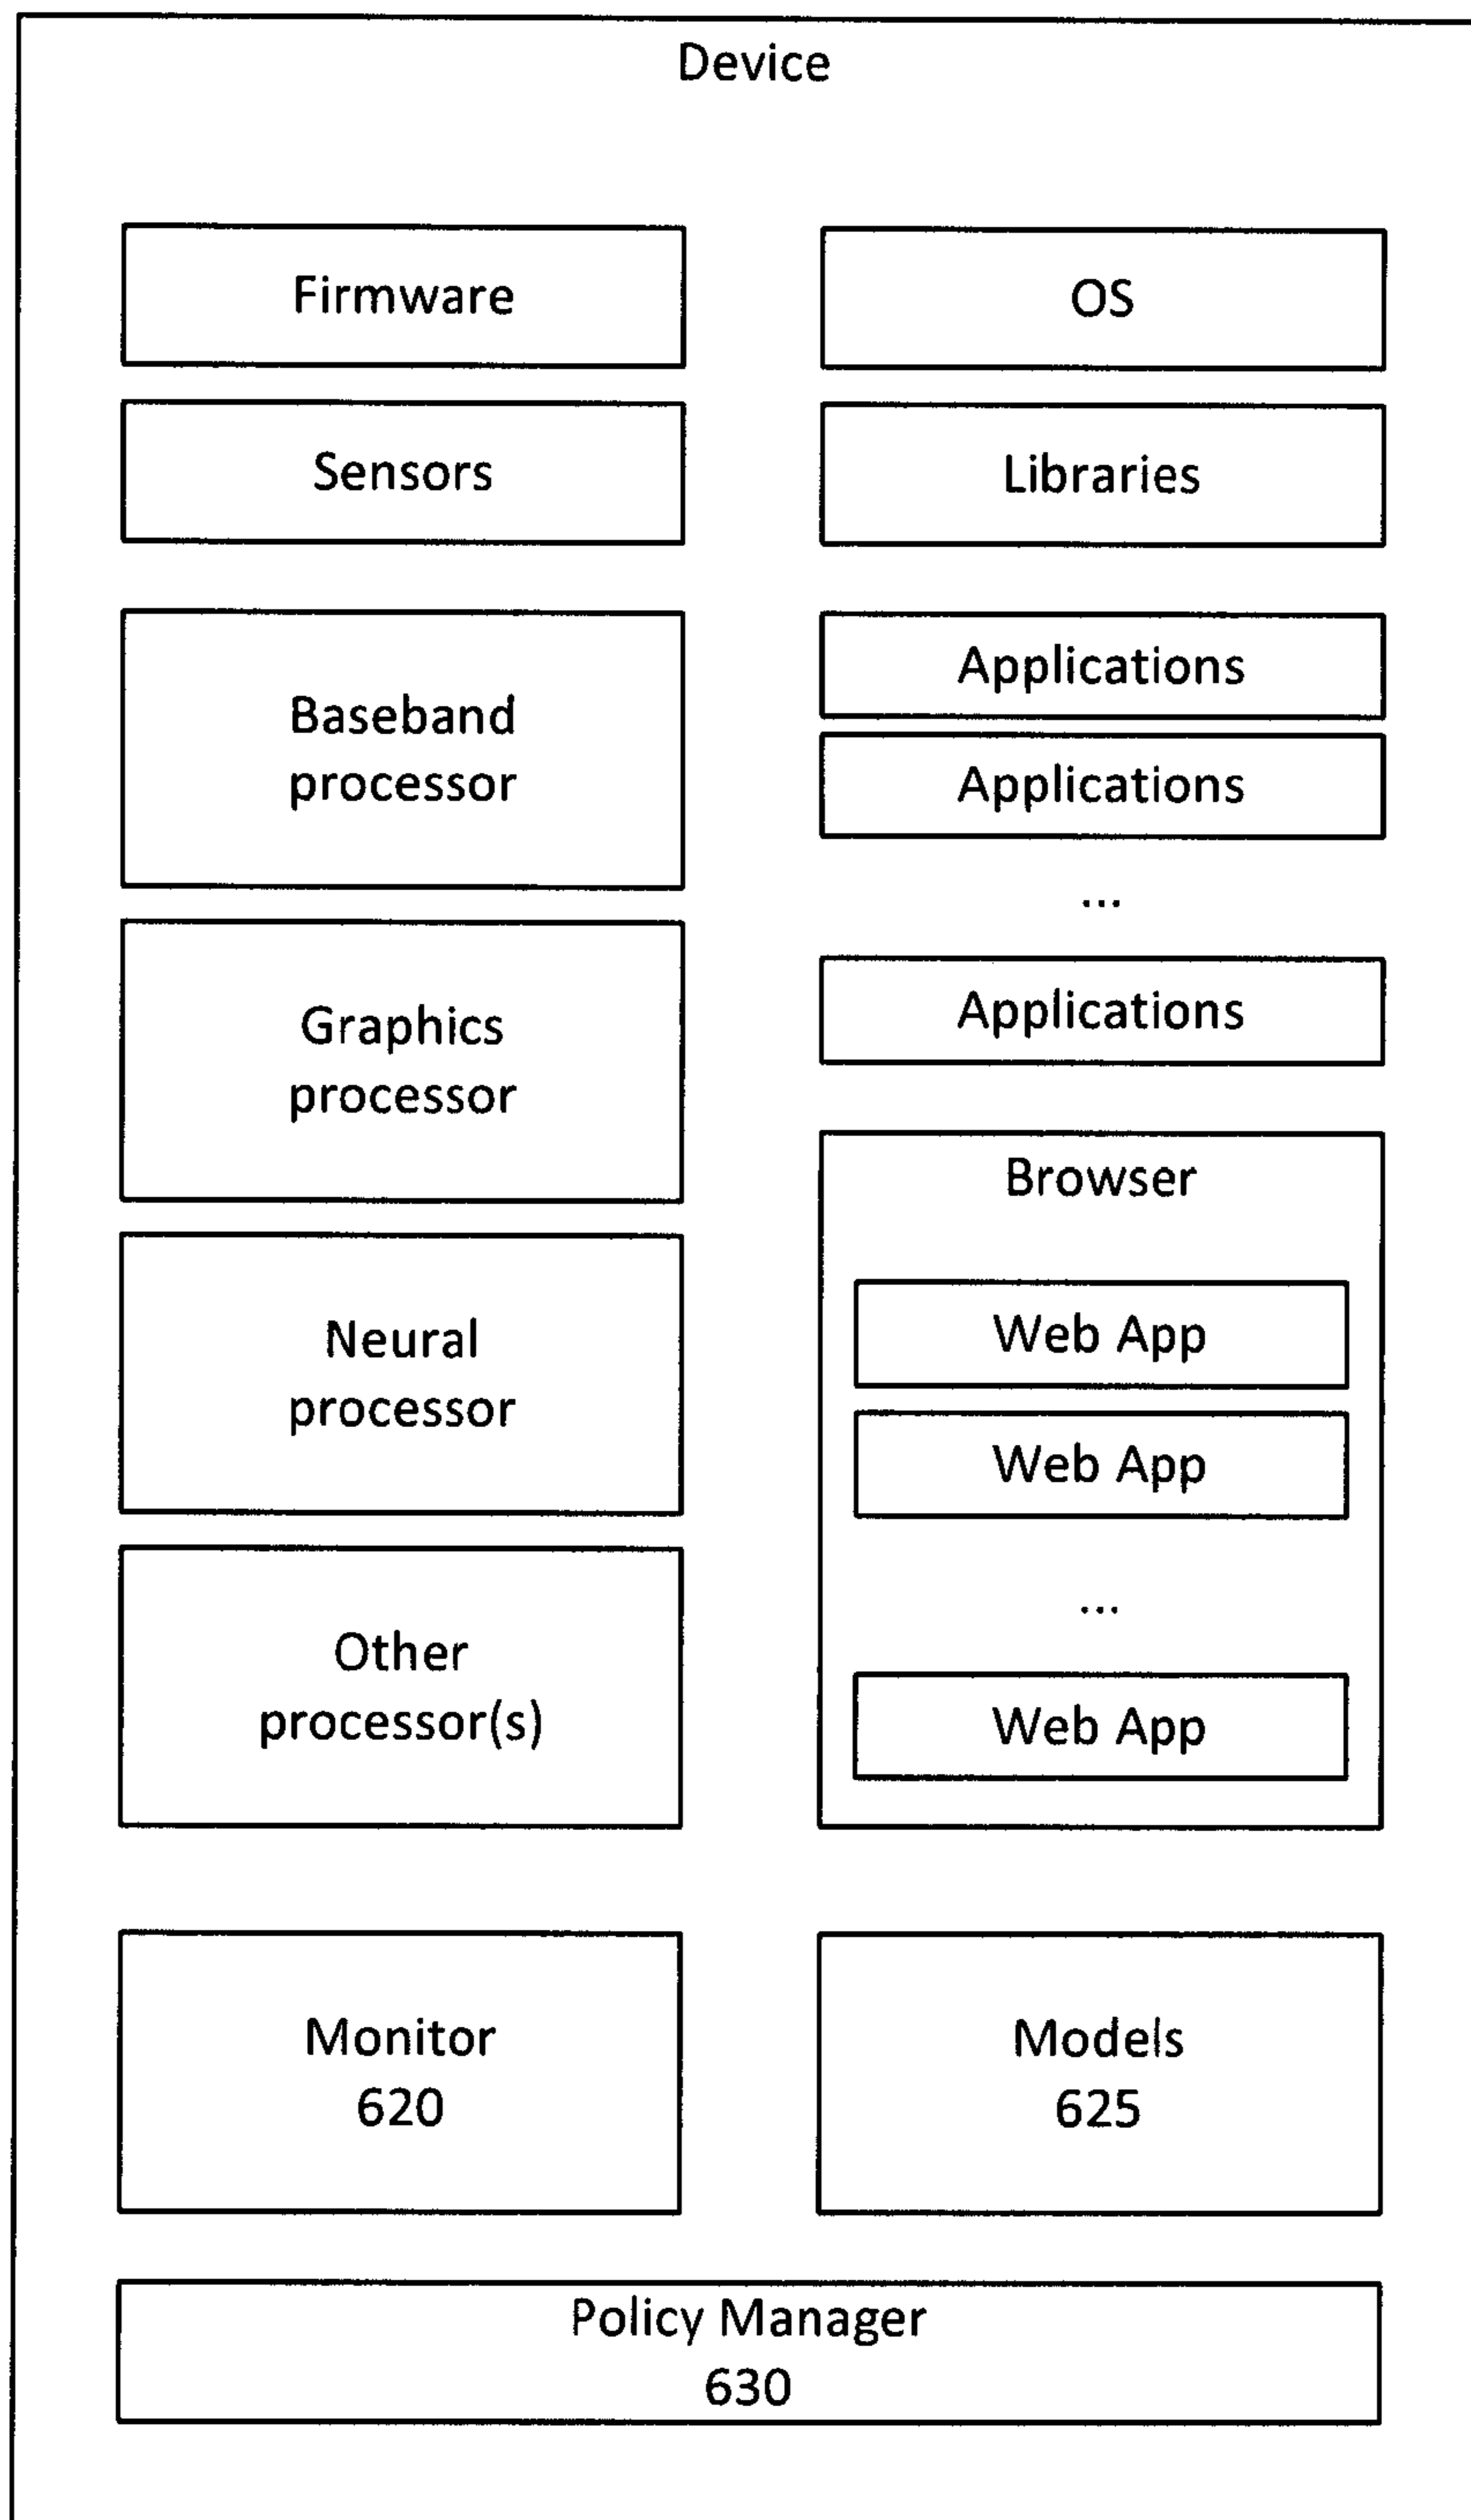 Device
Firmware
OS
Sensors
Libraries
Baseband
processor
Applications
Applications
...
Applications
Graphics
processor
Browser
Web App
Web App
...
Web App
Neural
processor
Other
processor(s)
Monitor
620
Models
625
Policy Manager
630